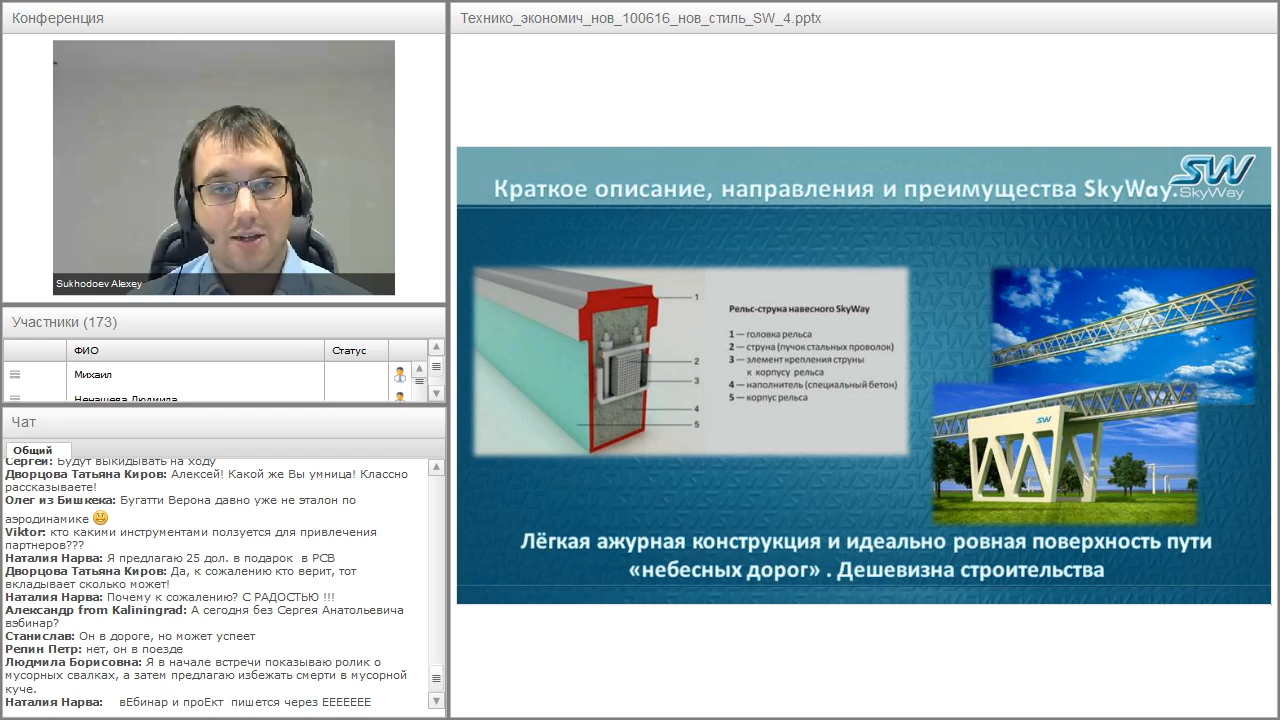 Конференция
Sukhodoev Alexey
Участники (173)
ФИО
Статус
Михаил
Ненашева Людмила
Чат
Общий
Сергей: Будут выкидывать на ходу
Дворцова Татьяна Киров: Алексей! Какой же Вы умница! Классно
рассказываете!
Олег из Бишкека: Бугатти Верона давно уже не эталон по
аэродинамике
Viktor: кто какими инструментами ползуется для привлечения
партнеров???
Наталия Нарва: Я предлагаю 25 дол. в подарок в РСВ
Дворцова Татьяна Киров: Да, к сожалению кто верит, тот
вкладывает сколько может!
Наталия Нарва: Почему к сожалению? С РАДОСТЬЮ !!!
Александр from Kaliningrad: А сегодня без Сергея Анатольевича
вэбинар?
Станислав: Он в дороге, но может успеет
Репин Петр: нет, он в поезде
Людмила Борисовна: Я в начале встречи показываю ролик о
мусорных свалках, а затем предлагаю избежать смерти в мусорной
куче.
Наталия Нарва: вЕбинар и проЕкт пишется через ЕЕЕЕЕЕЕ
Технико_экономич_нов_100616_нов_стиль_SW_4.pptx
Краткое описание, направления и преимущества SkyWay.
SW
SkyWay
1
2
3
4
5
Рельс-струна навесного SkyWay
1 — головка рельса
2 — струна (пучок стальных проволок)
3 — элемент крепления струны
к корпусу рельса
4 — наполнитель (специальный бетон)
5 — корпус рельса
SW
Лёгкая ажурная конструкция и идеально ровная поверхность пути
«небесных дорог» . Дешевизна строительства